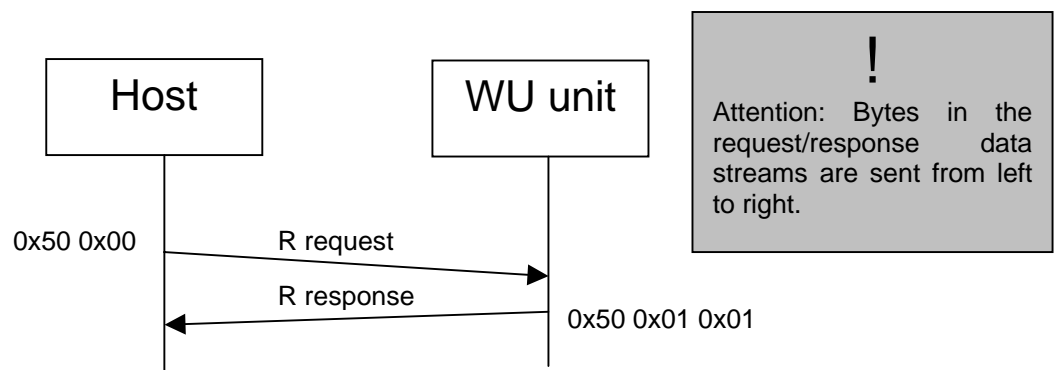 Host
WU unit
!
Attention: Bytes in the
request/response data
streams are sent from left
to right.
0x50 0x00
R request
R response
0x50 0x01 0x01